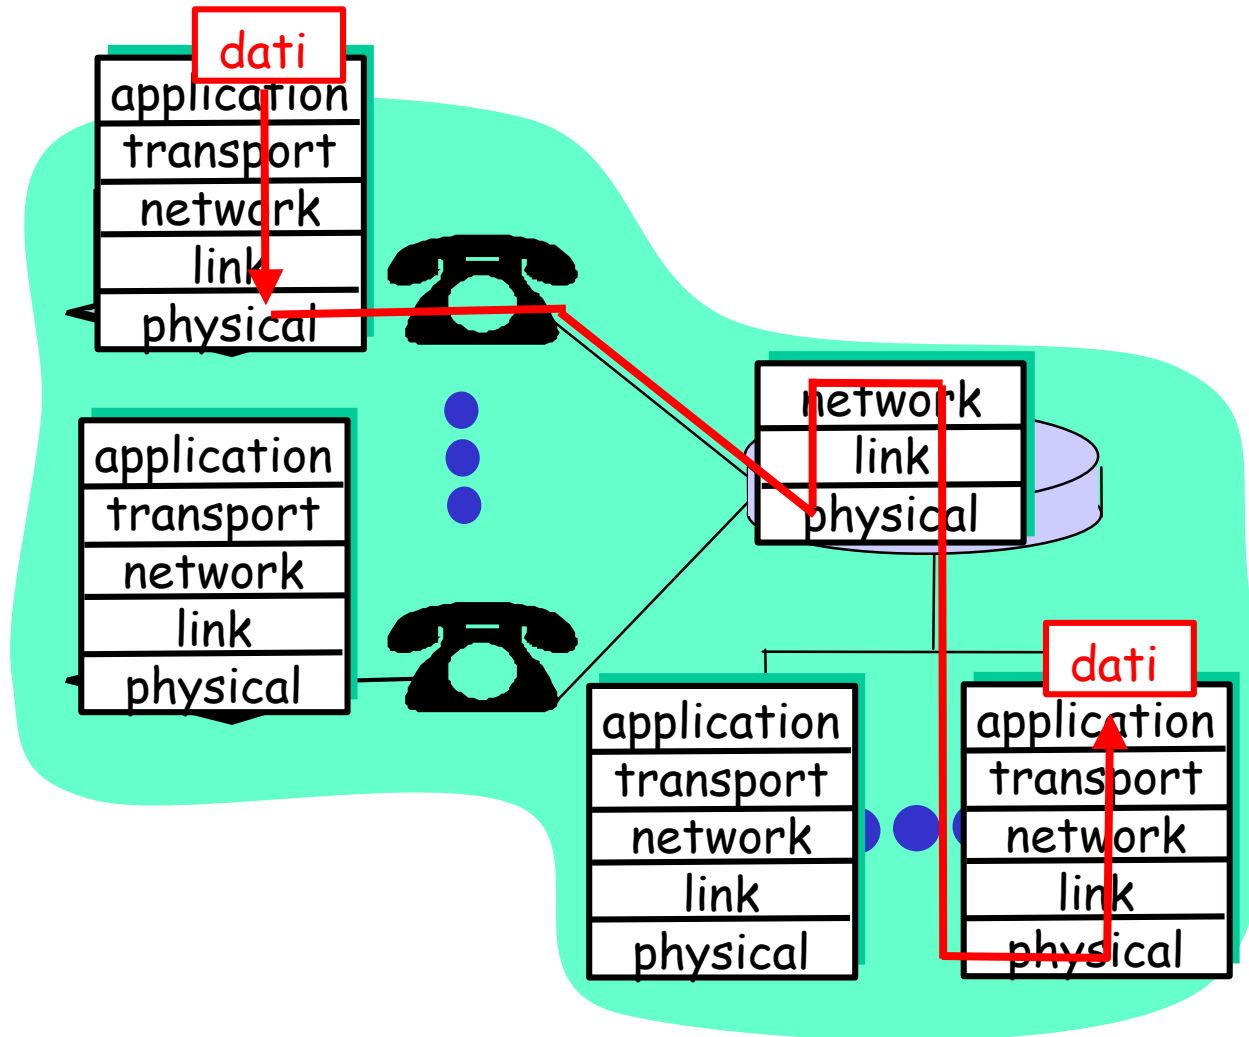 dati
application
transport
network
link
physical
application
transport
network
link
physical
network
link
physical
application
transport
network
link
physical
dati
application
transport
network
link
physical